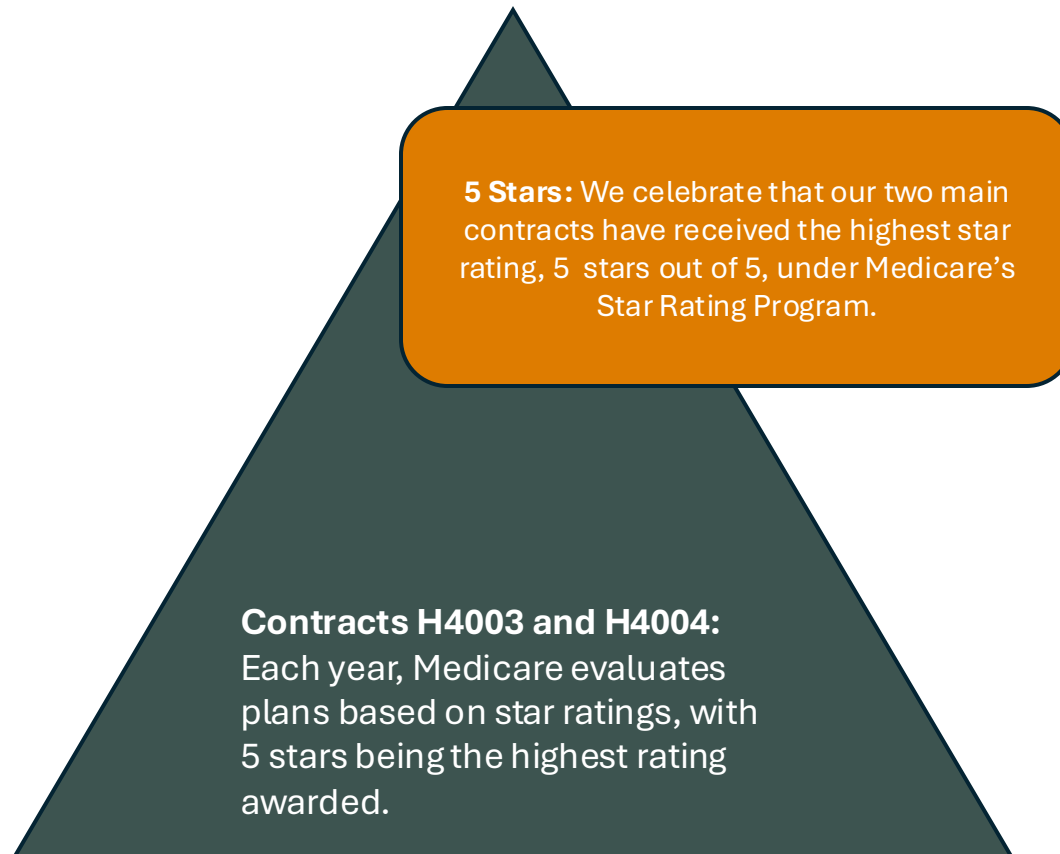 5 Stars: We celebrate that our two main
contracts have received the highest star
rating, 5 stars out of 5, under Medicare’s
Star Rating Program.
Contracts H4003 and H4004:
Each year, Medicare evaluates
plans based on star ratings, with
5 stars being the highest rating
awarded.